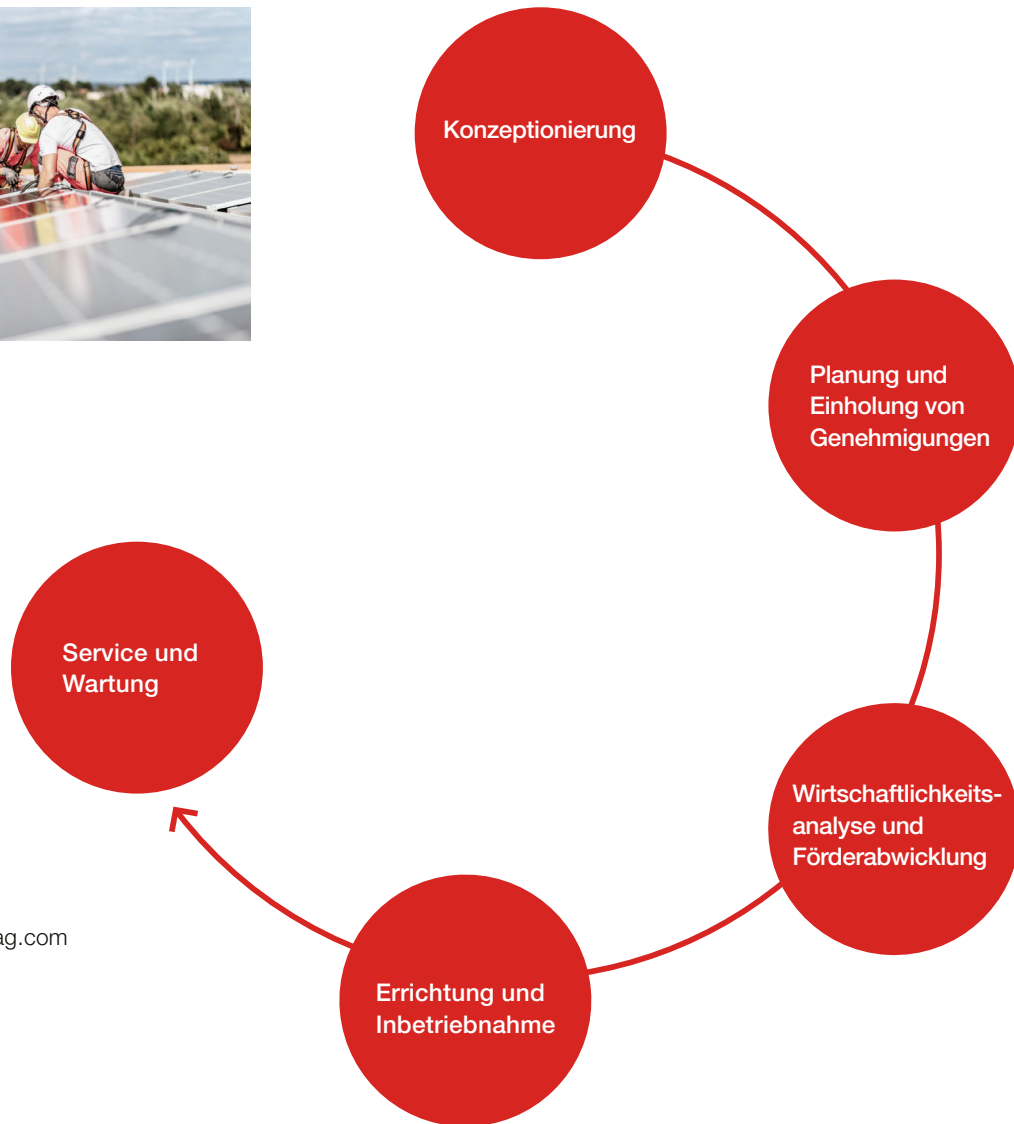 Konzeptionierung
Planung und
Einholung von
Genehmigungen
Wirtschaftlichkeits-
analyse und
Förderabwicklung
Errichtung und
Inbetriebnahme
Service und
Wartung
ag.com